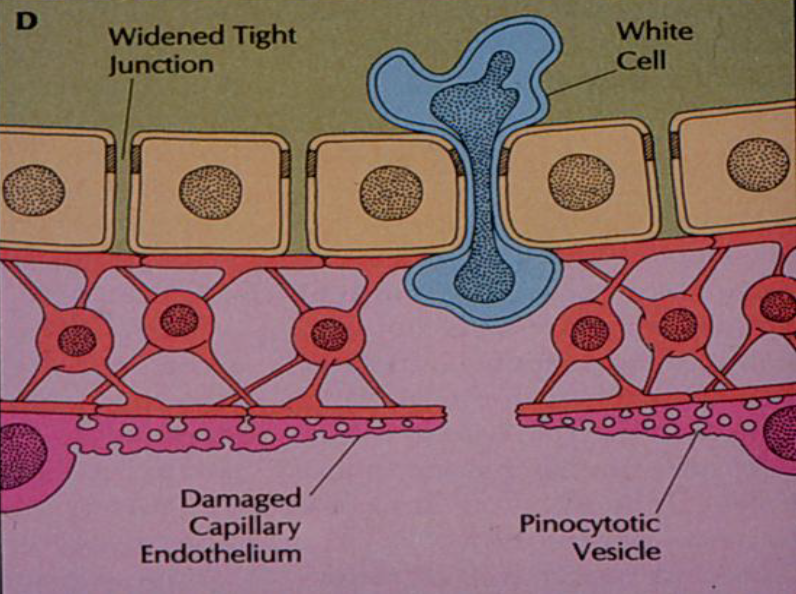 D
Widened Tight
Junction
White
Cell
Damaged
Capillary
Endothelium
Pinocytotic
Vesicle